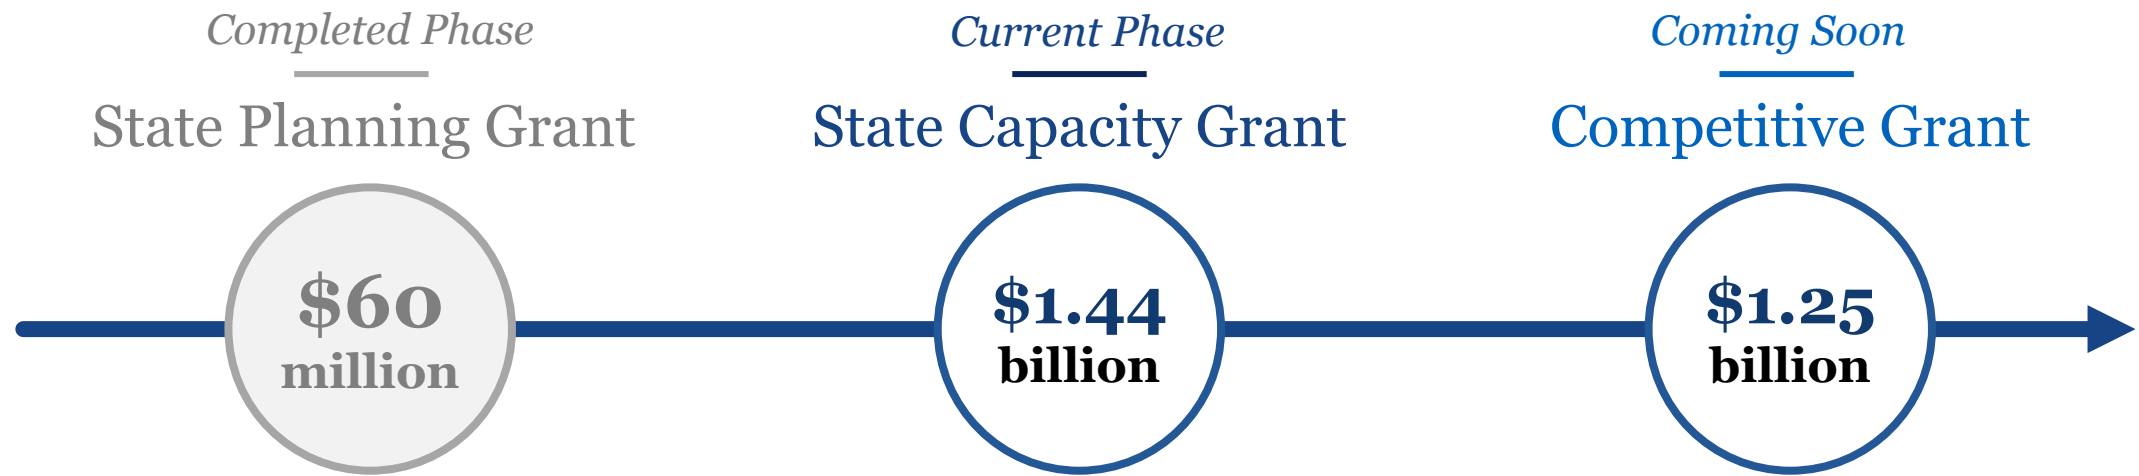 Completed Phase
State Planning Grant
$60
million
Current Phase
State Capacity Grant
$1.44
billion
Coming Soon
Competitive Grant
$1.25
billion